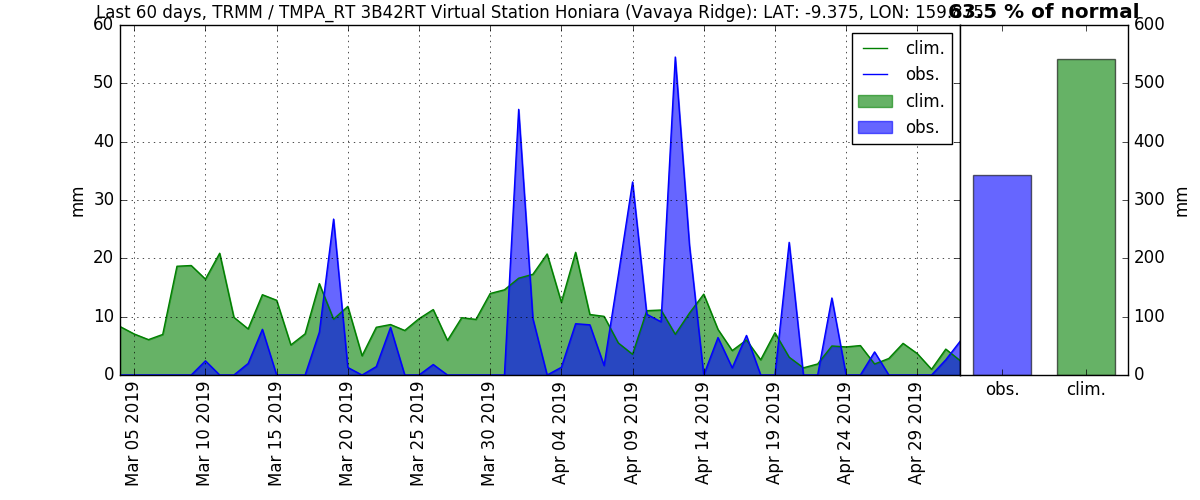 Last 60 days, TRMM / TMPA_RT 3B42RT Virtual Station Honiara (Vavaya Ridge): LAT: -9.375, LON: 159.
63.5 % of normal
60
50
40
30
20
10
0
mm
clim.
obs.
clim.
obs.
600
500
400
300
200
100
0
mm
obs.
clim.
Mar 05 2019
Mar 10 2019
Mar 15 2019
Mar 20 2019
Mar 25 2019
Mar 30 2019
Apr 04 2019
Apr 09 2019
Apr 14 2019
Apr 19 2019
Apr 24 2019
Apr 29 2019